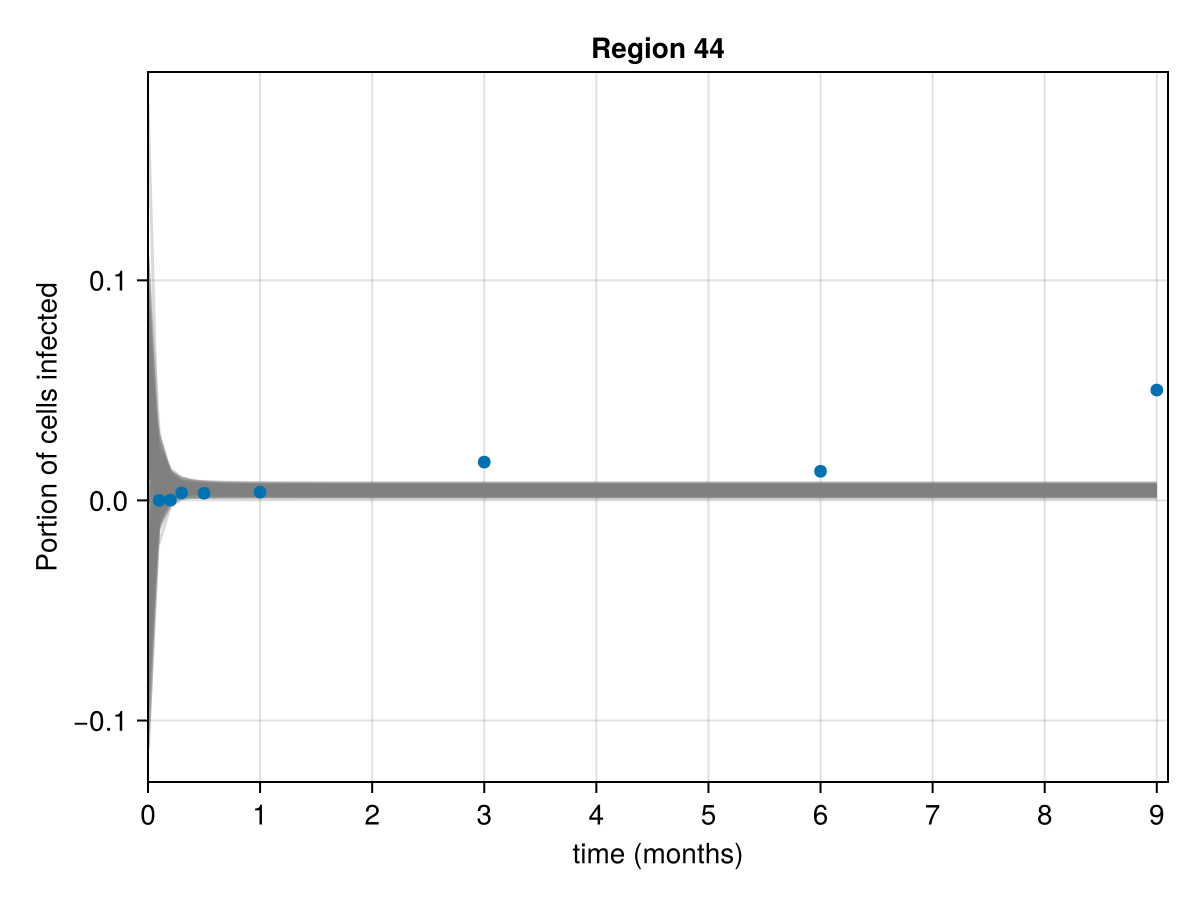 Region 44
Portion of cells infected
0.1
0.0
−0.1
0 1 2 3 4 5 6 7 8 9
time (months)